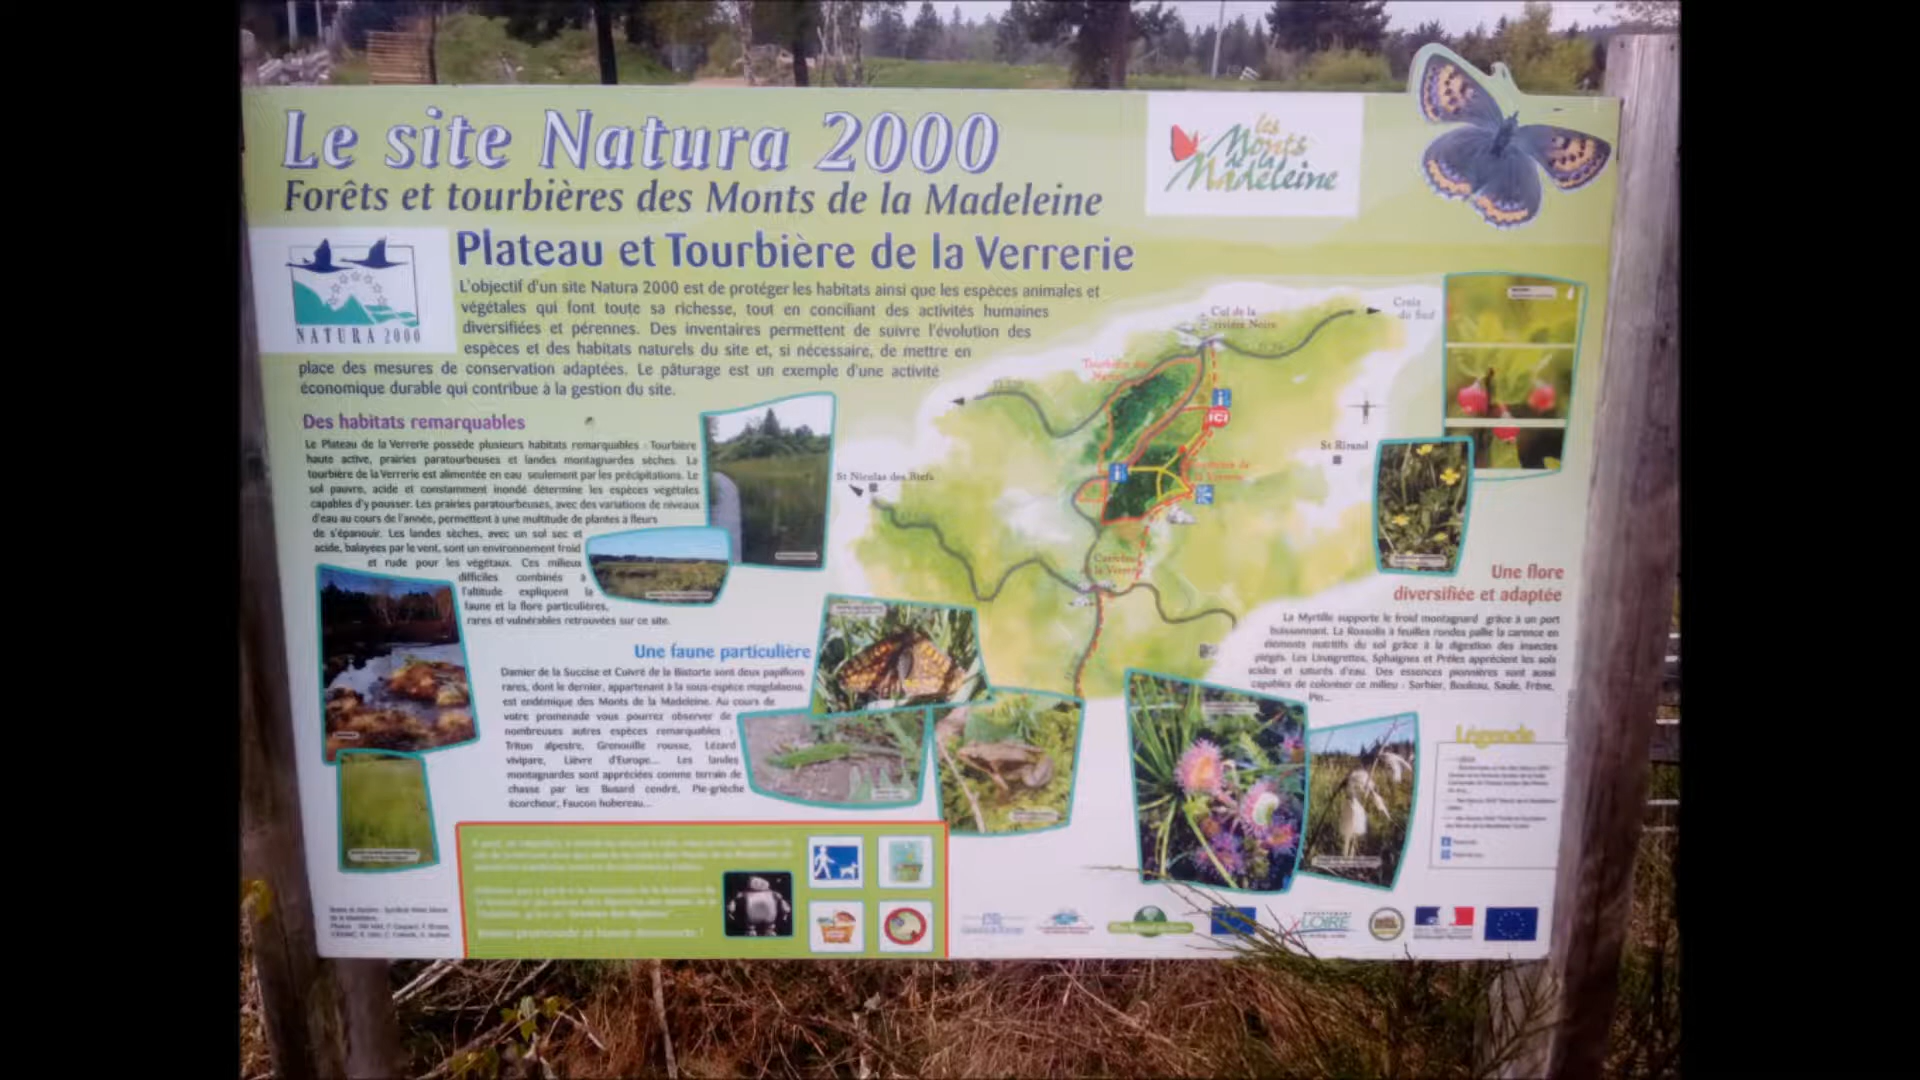 Le site Natura 2000
Forêts et tourbières des Monts de la Madeleine
les Monts de la Madeleine
NATURA 2000
Plateau et Tourbière de la Verrerie
L'objectif d'un site Natura 2000 est de protéger les habitats ainsi que les espèces animales et
végétales qui font toute sa richesse, tout en conciliant des activités humaines
diversifiées et pérennes. Des inventaires permettent de suivre l'évolution des
espèces et des habitats naturels du site et, si nécessaire, de mettre en
place des mesures de conservation adaptées. Le pâturage est un exemple d'une activité
économique durable qui contribue à la gestion du site.
Des habitats remarquables
Le Plateau de la Verrerie possède plusieurs habitats remarquables : Tourbière
haute active, prairies paratourbeuses et landes montagnardes sèches. La
tourbière de la Verrerie est alimentée en eau seulement par les précipitations. Le
sol pauvre, acide et constamment inondé détermine les espèces végétales
capables d'y pousser. Les prairies paratourbeuses, avec des variations de niveaux
d'eau au cours de l'année, permettent à une multitude de plantes à fleurs
de s'épanouir. Les landes sèches, avec un sol sec et
acide, balayées par le vent, sont un environnement froid
et rude pour les végétaux. Ces milieux
difficiles combinés à
l'altitude expliquent la
faune et la flore particulières,
rares et vulnérables retrouvées sur ce site.
Une faune particulière
Damier de la Succise et Cuivré de la Bistorte sont deux papillons
rares, dont le dernier, appartenant à la sous-espèce magdalaena,
est endémique des Monts de la Madeleine. Au cours de
votre promenade vous pourrez observer de
nombreuses autres espèces remarquables :
Triton alpestre, Grenouille rousse, Lézard
vivipare, Lièvre d'Europe... Les landes
montagnardes sont appréciées comme terrain de
chasse par les Busard cendré, Pie-grièche
écorcheur, Faucon hobereau...
Col de la
rivière Noire
Croix
du Sud
ICI
St Rirand
St Nicolas des Biefs
de la Verrerie
Une flore
diversifiée et adaptée
La Myrtille supporte le froid montagnard grâce à un port
buissonnant. La Rossolis à feuilles rondes pallie la carence en
éléments nutritifs du sol grâce à la digestion des insectes
piégés. Les Linaigrettes, Sphaignes et Prêles apprécient les sols
acides et saturés d'eau. Des essences pionnières sont aussi
capables de coloniser ce milieu : Sorbier, Bouleau, Saule, Frêne,
Pin...
Légende
LOIRE